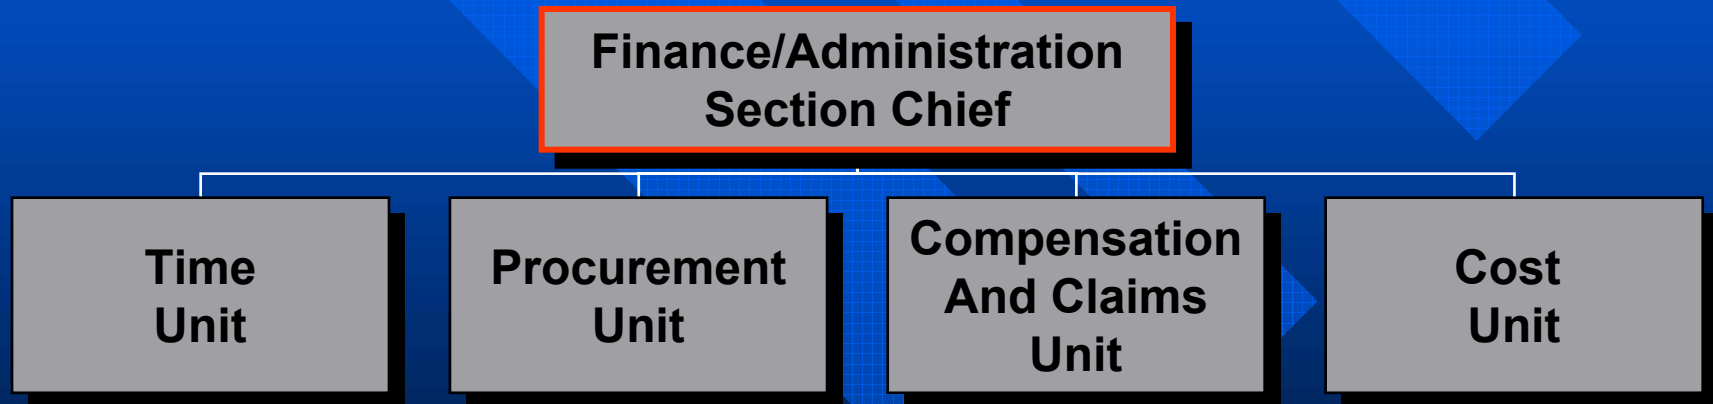 Finance/Administration
Section Chief
Time
Unit
Procurement
Unit
Compensation
And Claims
Unit
Cost
Unit